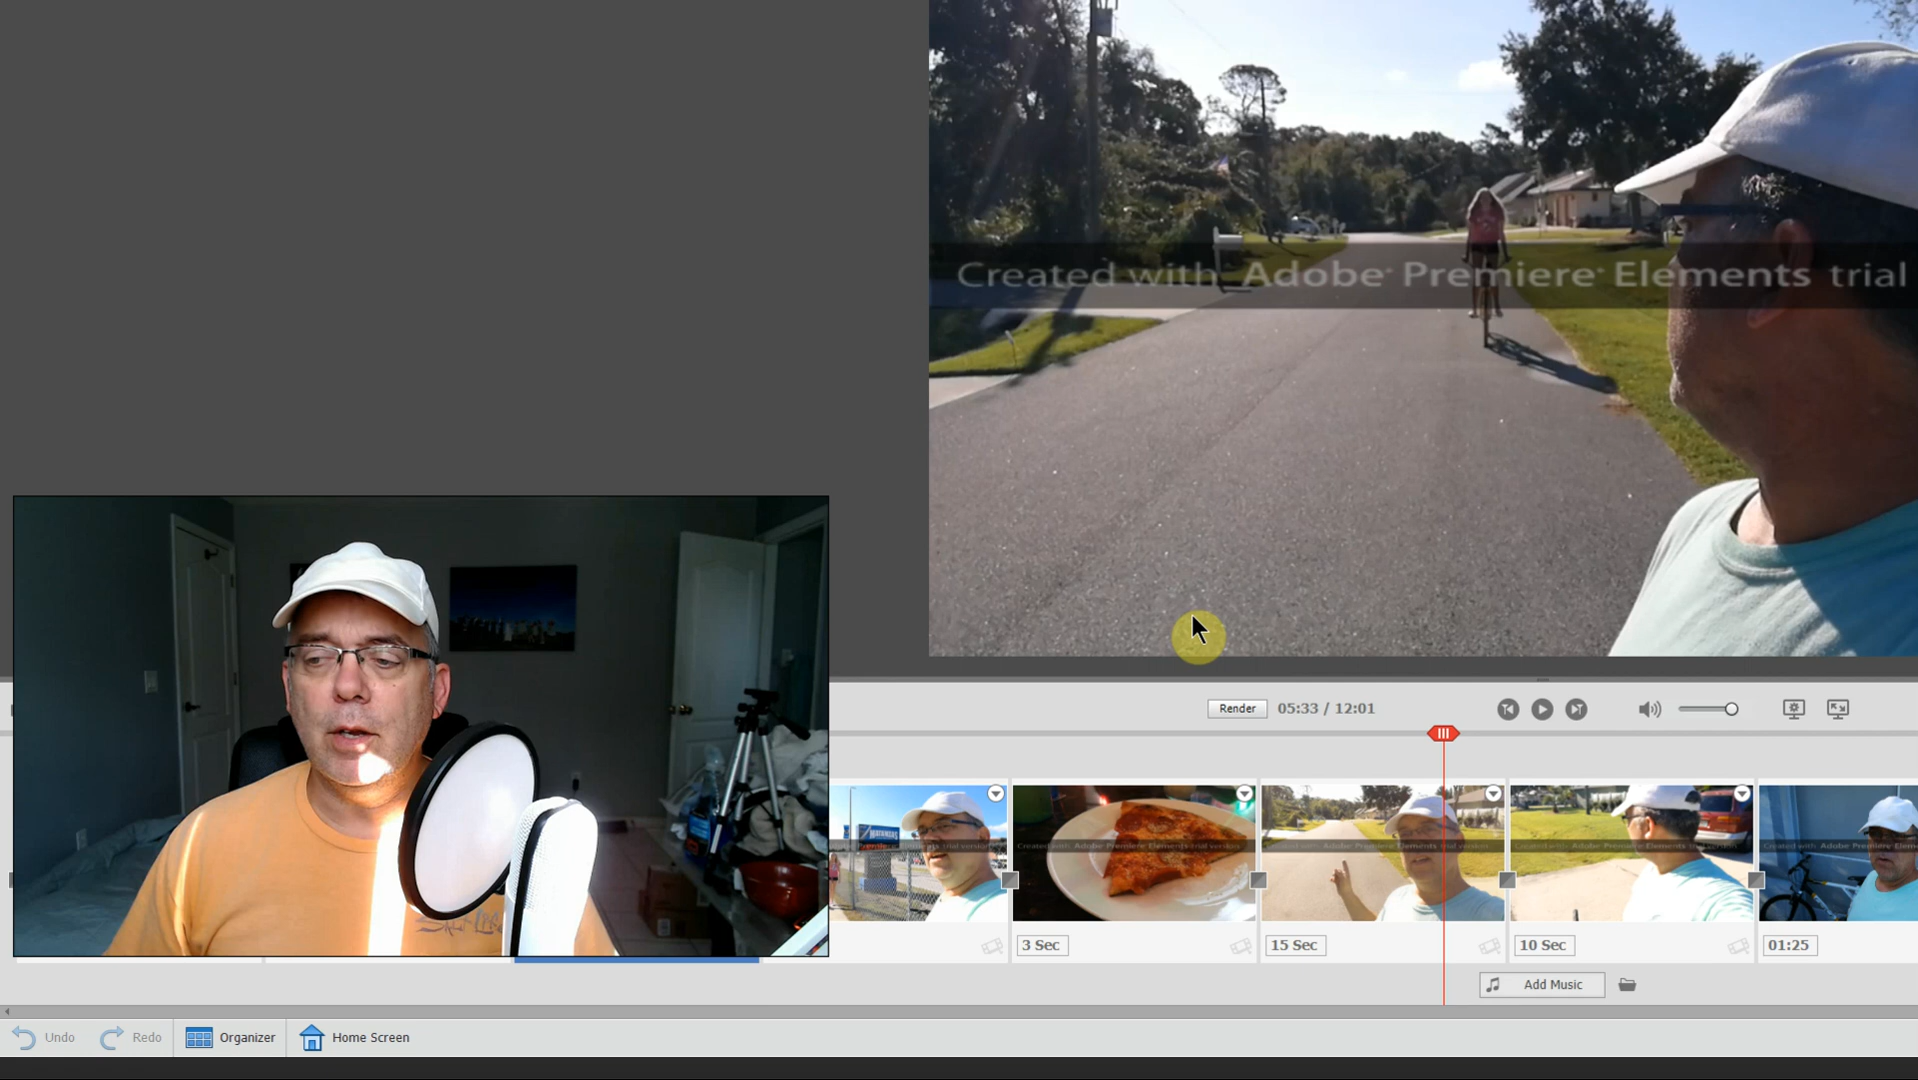 Created with Adobe Premiere Elements trial
Render
05:33 / 12:01
3 Sec
15 Sec
10 Sec
01:25
Add Music
Undo
Redo
Organizer
Home Screen